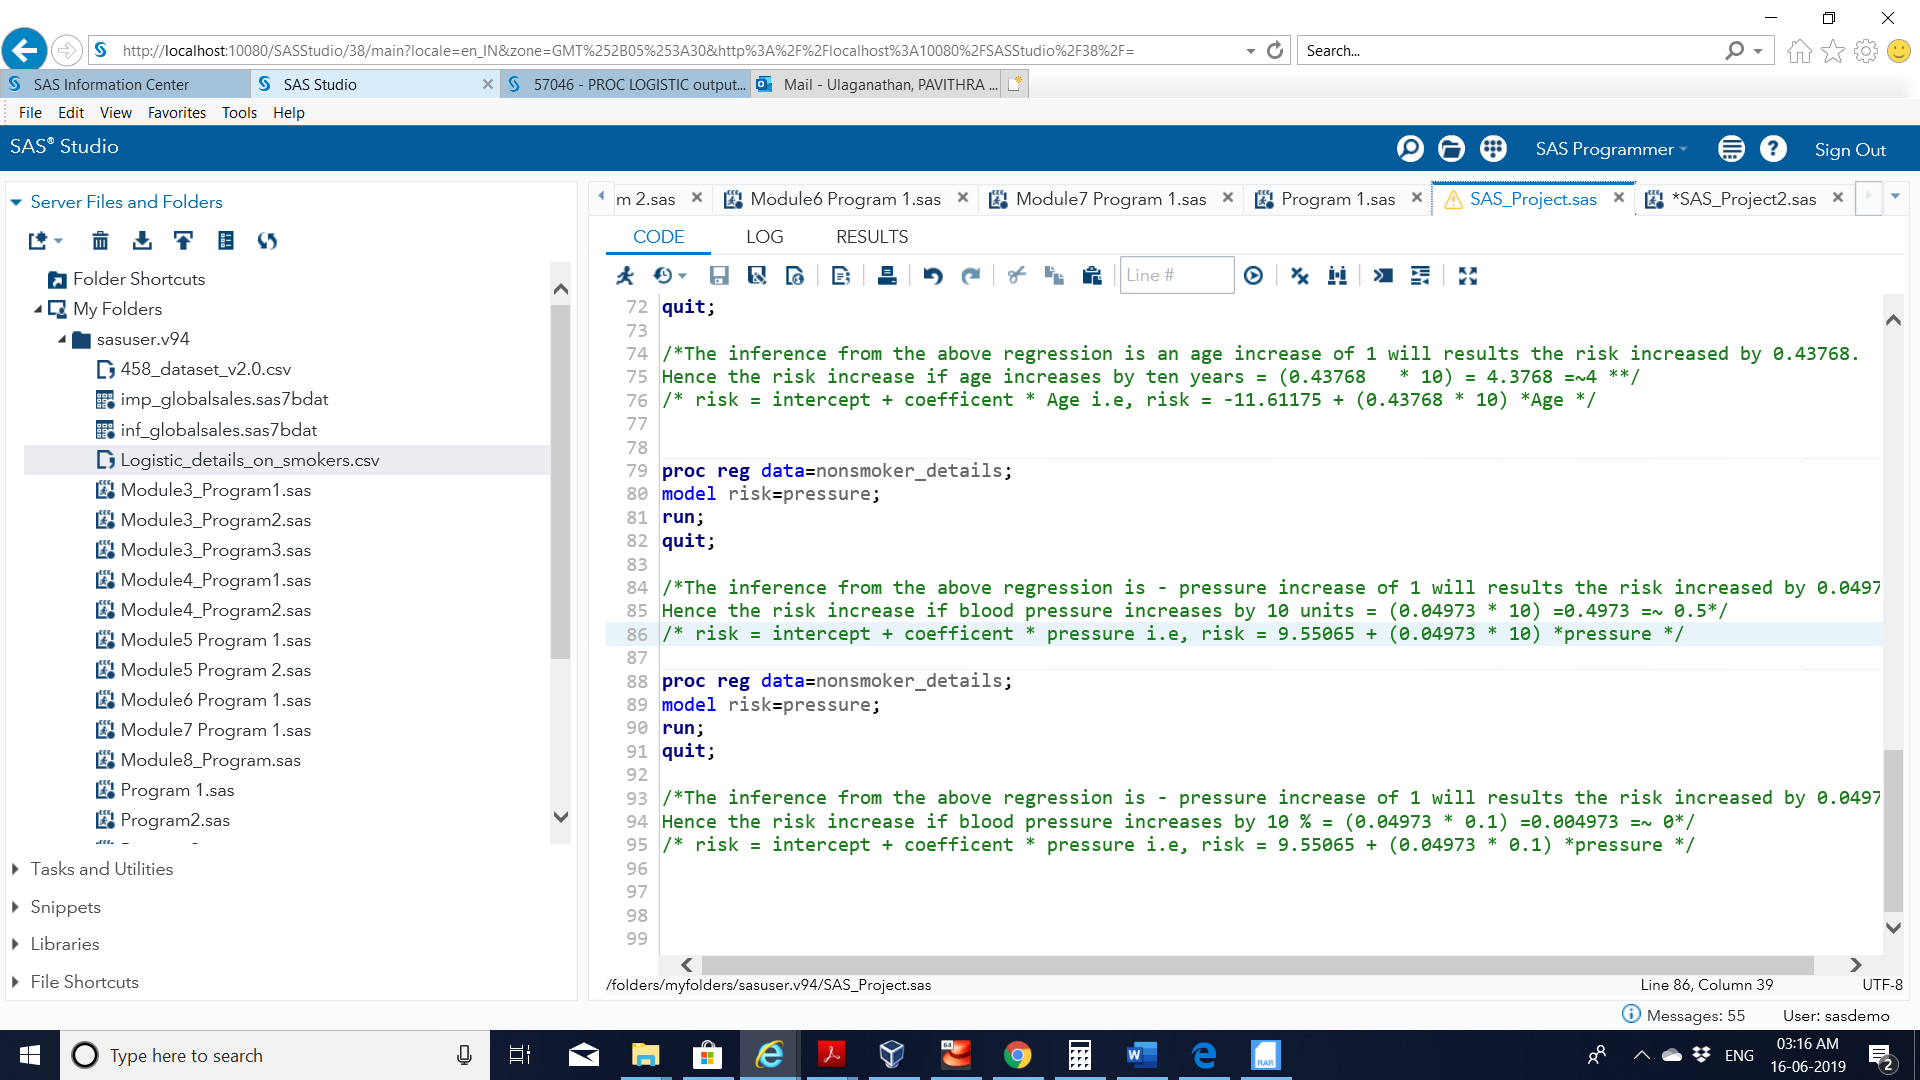 http://localhost:10080/SASStudio/38/main?locale=en_IN&zone=GMT%252B05%253A30&http%3A%2F%2Flocalhost%3A10080%2FSASStudio%2F38%2F=
Search...
SAS Information Center
SAS Studio
57046 - PROC LOGISTIC output...
Mail - Ulaganathan, PAVITHRA ...
File Edit View Favorites Tools Help
SAS® Studio
SAS Programmer
Sign Out
Server Files and Folders
m 2.sas
Module6 Program 1.sas
Module7 Program 1.sas
Program 1.sas
SAS_Project.sas
*SAS_Project2.sas
CODE LOG RESULTS
Line #
Folder Shortcuts
My Folders
sasuser.v94
458_dataset_v2.0.csv
imp_globalsales.sas7bdat
inf_globalsales.sas7bdat
Logistic_details_on_smokers.csv
Module3_Program1.sas
Module3_Program2.sas
Module3_Program3.sas
Module4_Program1.sas
Module4_Program2.sas
Module5 Program 1.sas
Module5 Program 2.sas
Module6 Program 1.sas
Module7 Program 1.sas
Module8_Program.sas
Program 1.sas
Program2.sas
Tasks and Utilities
Snippets
Libraries
File Shortcuts
72 quit;
73
74 /*The inference from the above regression is an age increase of 1 will results the risk increased by 0.43768.
75 Hence the risk increase if age increases by ten years = (0.43768   * 10) = 4.3768 =~4 **/
76 /* risk = intercept + coefficent * Age i.e, risk = -11.61175 + (0.43768 * 10) *Age */
77
78
79 proc reg data=nonsmoker_details;
80 model risk=pressure;
81 run;
82 quit;
83
84 /*The inference from the above regression is - pressure increase of 1 will results the risk increased by 0.0497
85 Hence the risk increase if blood pressure increases by 10 units = (0.04973 * 10) =0.4973 =~ 0.5*/
86 /* risk = intercept + coefficent * pressure i.e, risk = 9.55065 + (0.04973 * 10) *pressure */
87
88 proc reg data=nonsmoker_details;
89 model risk=pressure;
90 run;
91 quit;
92
93 /*The inference from the above regression is - pressure increase of 1 will results the risk increased by 0.0497
94 Hence the risk increase if blood pressure increases by 10 % = (0.04973 * 0.1) =0.004973 =~ 0*/
95 /* risk = intercept + coefficent * pressure i.e, risk = 9.55065 + (0.04973 * 0.1) *pressure */
96
97
98
99
/folders/myfolders/sasuser.v94/SAS_Project.sas
Line 86, Column 39
UTF-8
Messages: 55
User: sasdemo
Type here to search
ENG
03:16 AM
16-06-2019
2